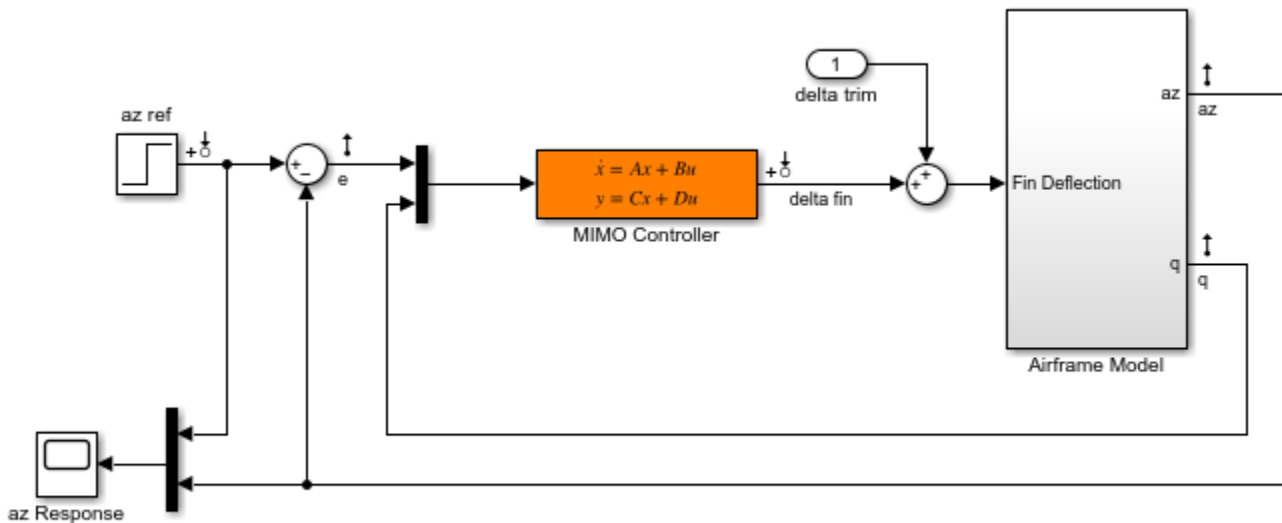 1
delta trim
az ref
+
+
−
e
ẋ = Ax + Bu
y = Cx + Du
MIMO Controller
+
delta fin
+
+
Fin Deflection
az
az
q
q
Airframe Model
az Response